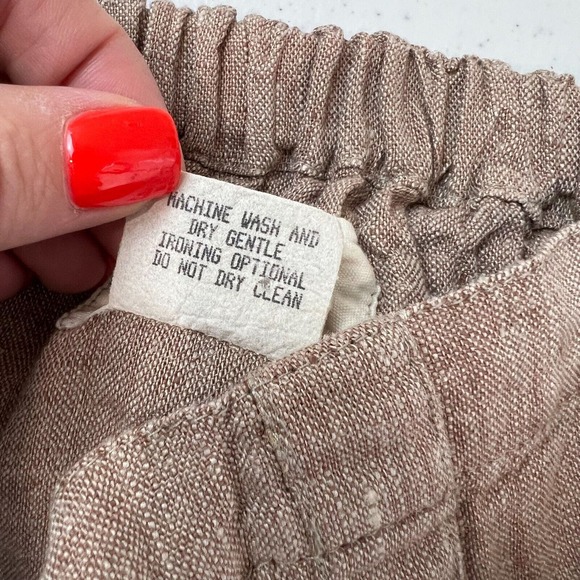 MACHINE WASH AND
DRY GENTLE
IRONING OPTIONAL
DO NOT DRY CLEAN